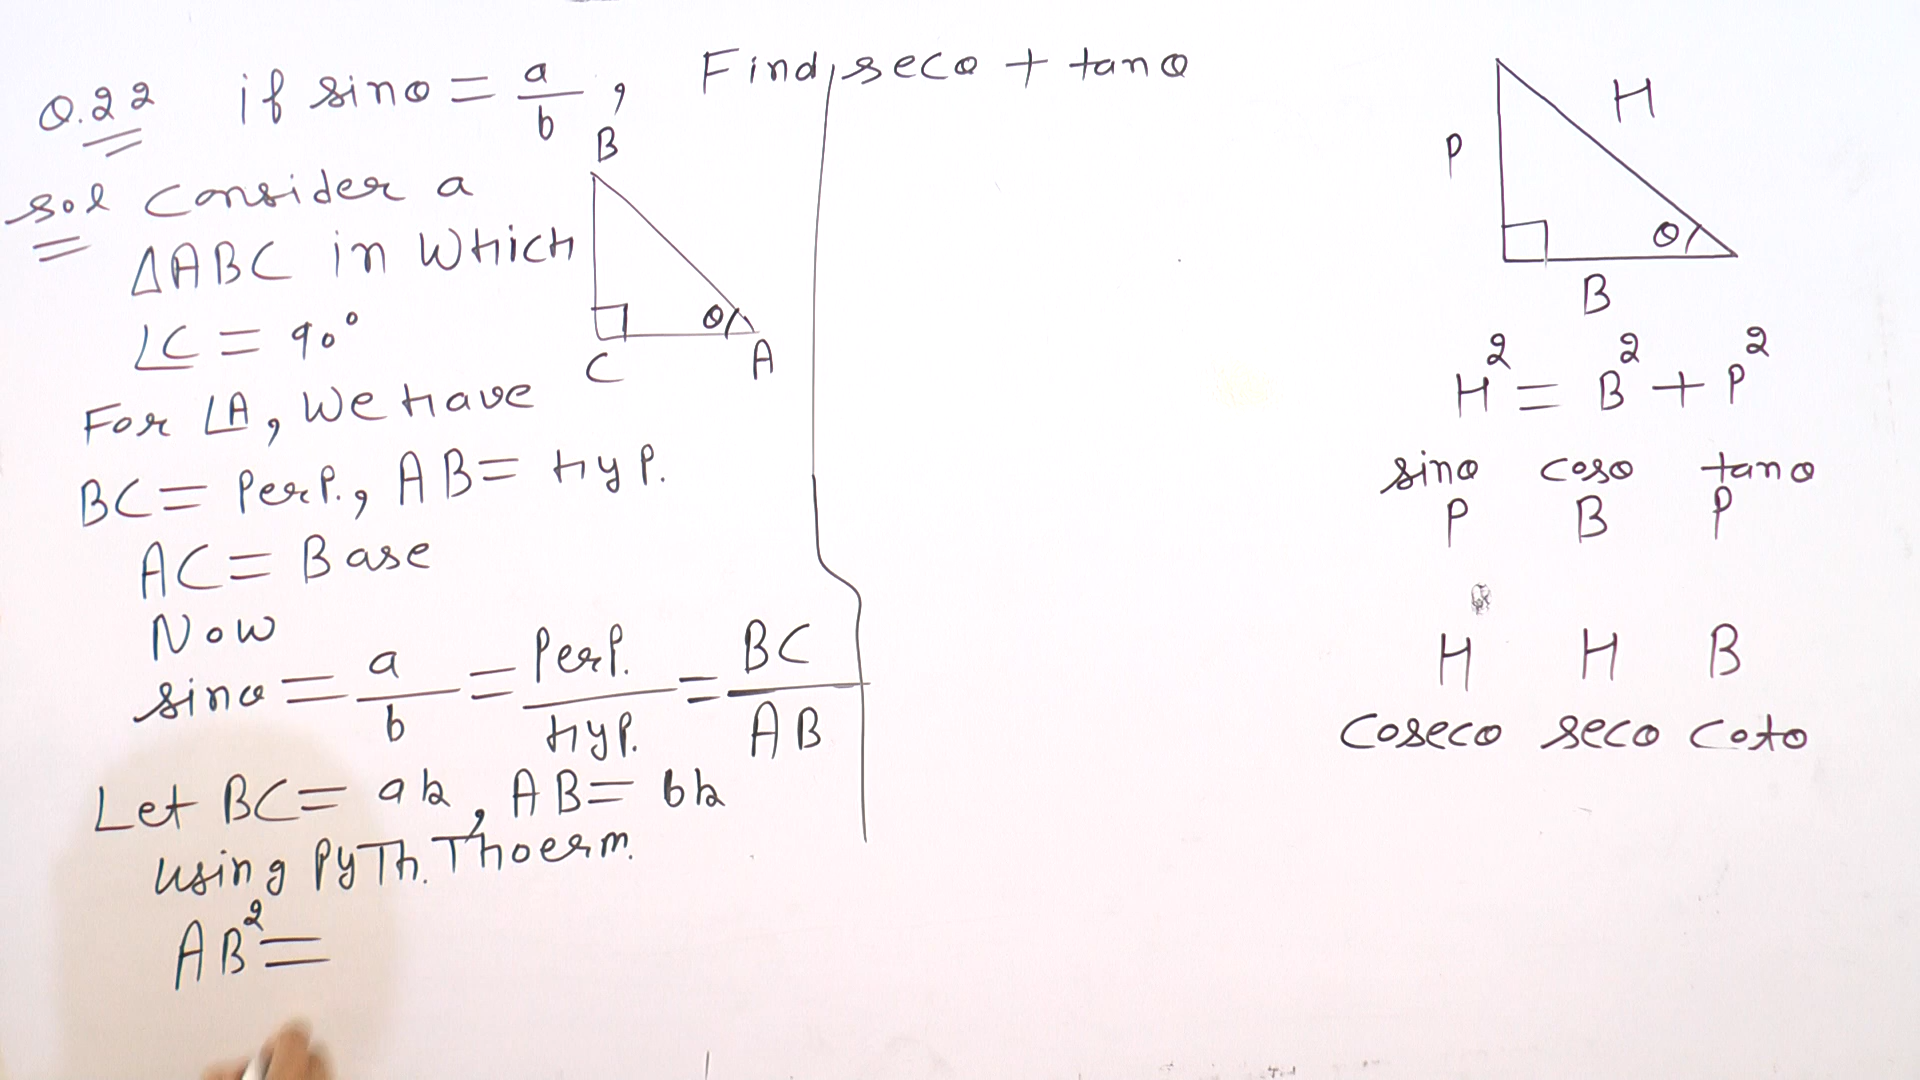 Q.22 if sinθ = a/b, Find, secθ + tanθ
sol Consider a
ΔABC in which
∠C = 90°
For ∠A, We have
BC = Perp., AB = Hyp.
AC = Base
Now
sinθ = a/b = Perp./Hyp. = BC/AB
Let BC = ak, AB = bk
Using PyTh. Thoerm.
AB² =
B
θ
C A
H
P
θ
B
H² = B² + P²
sinθ cosθ tanθ
P B P
H H B
Cosecθ secθ Cotθ